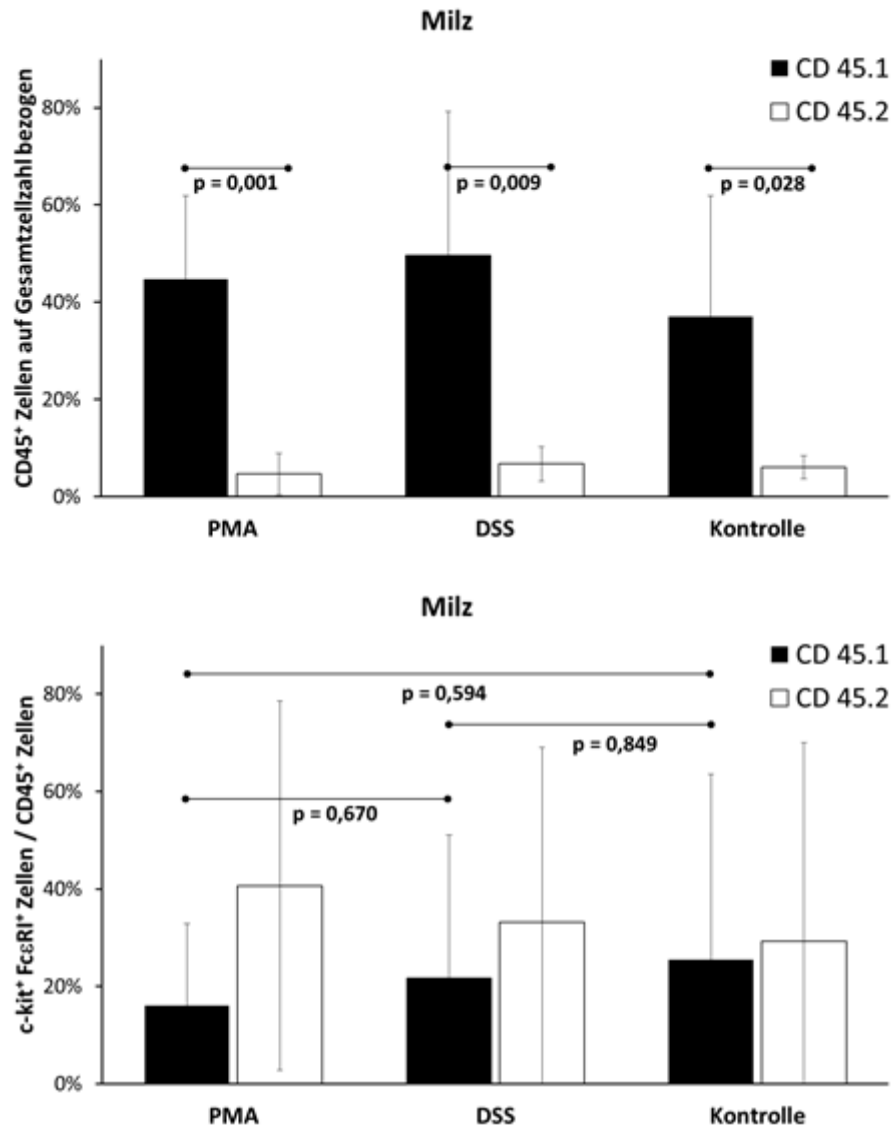 Milz
CD45⁺ Zellen auf Gesamtzellzahl bezogen
CD 45.1
CD 45.2
80%
60%
40%
20%
0%
p = 0,001
p = 0,009
p = 0,028
PMA
DSS
Kontrolle
Milz
c-kit⁺ FcεRI⁺ Zellen / CD45⁺ Zellen
CD 45.1
CD 45.2
80%
60%
40%
20%
0%
p = 0,594
p = 0,849
p = 0,670
PMA
DSS
Kontrolle